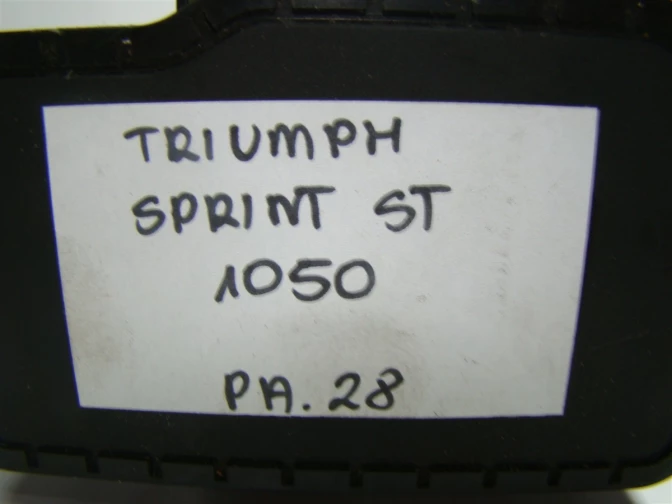 TRIUMPH
SPRINT ST
1050
PA.28